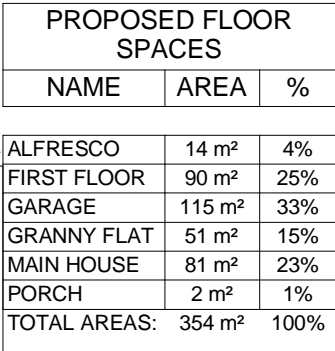 PROPOSED FLOOR
SPACES
NAME AREA %
ALFRESCO 14 m² 4%
FIRST FLOOR 90 m² 25%
GARAGE 115 m² 33%
GRANNY FLAT 51 m² 15%
MAIN HOUSE 81 m² 23%
PORCH 2 m² 1%
TOTAL AREAS: 354 m² 100%